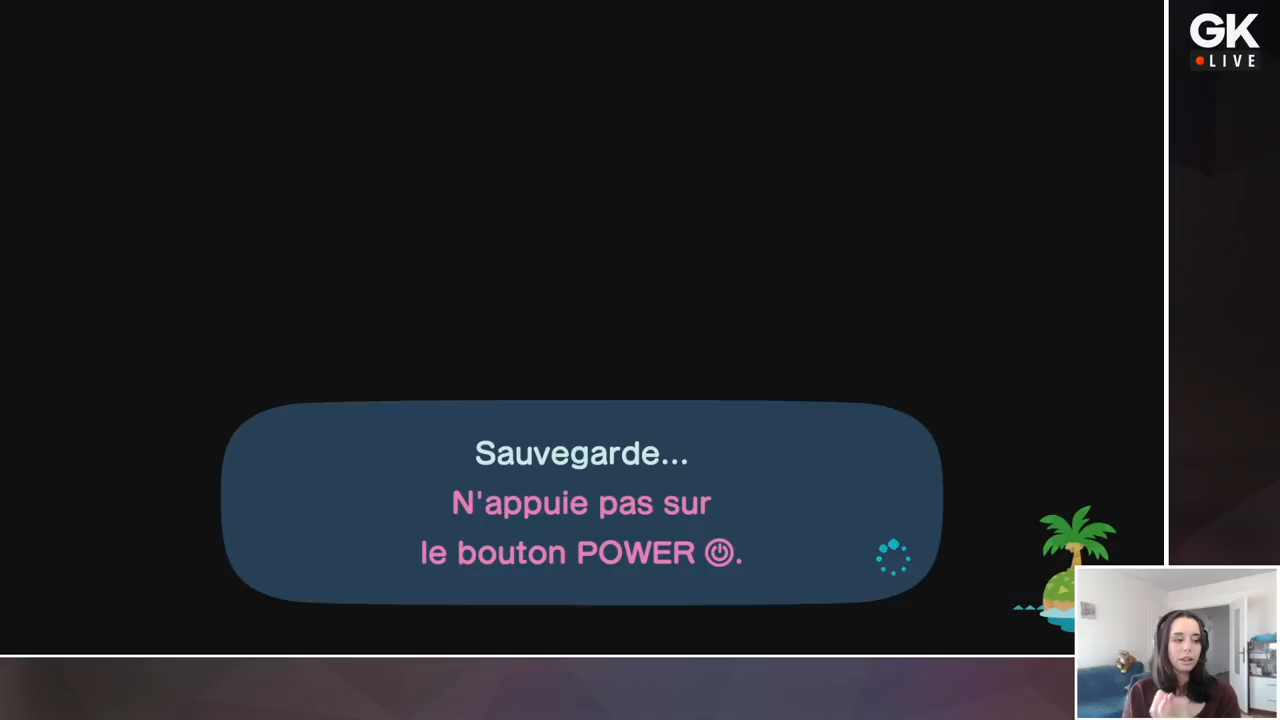 GK
LIVE
Sauvegarde...
N'appuie pas sur
le bouton POWER ⏻.